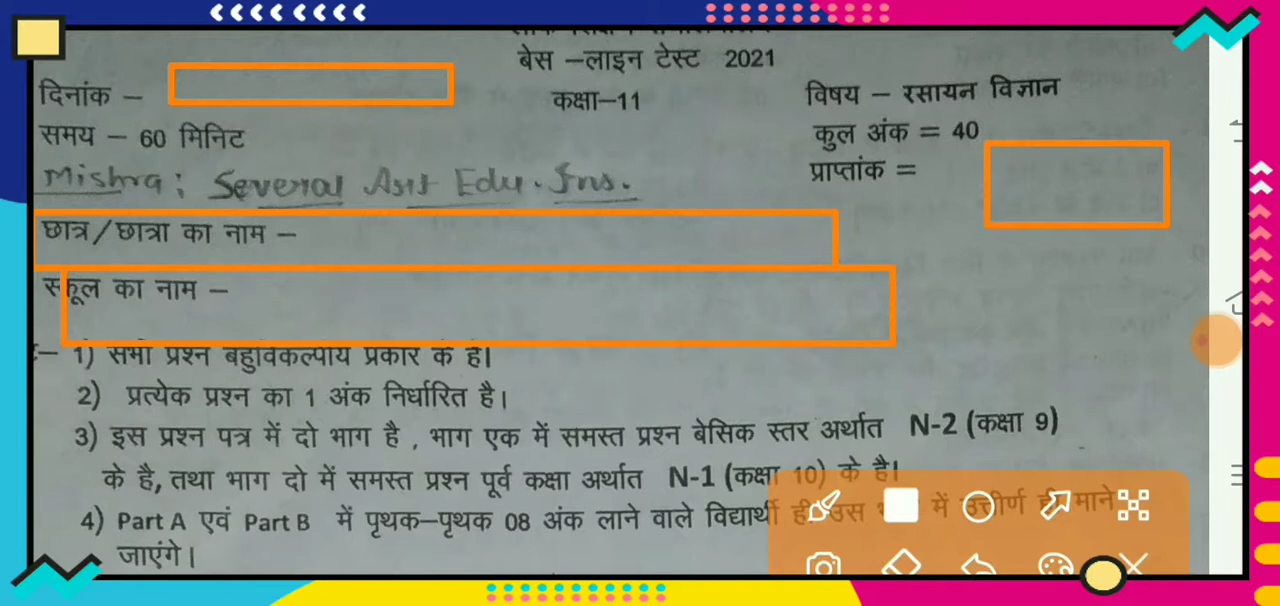 बेस –लाइन टेस्ट 2021
दिनांक –
कक्षा–11
विषय – रसायन विज्ञान
समय – 60 मिनिट
कुल अंक = 40
Mishra: Several Asit Edu. Ins.
प्राप्तांक =
छात्र/छात्रा का नाम –
स्कूल का नाम –
1) सभी प्रश्न बहुविकल्पीय प्रकार के है।
2) प्रत्येक प्रश्न का 1 अंक निर्धारित है।
3) इस प्रश्न पत्र में दो भाग है , भाग एक में समस्त प्रश्न बेसिक स्तर अर्थात N-2 (कक्षा 9)
के है, तथा भाग दो में समस्त प्रश्न पूर्व कक्षा अर्थात N-1 (कक्षा 10) के है।
4) Part A एवं Part B में पृथक–पृथक 08 अंक लाने वाले विद्यार्थी ही उस में उत्तीर्ण ही माने
जाएंगे।